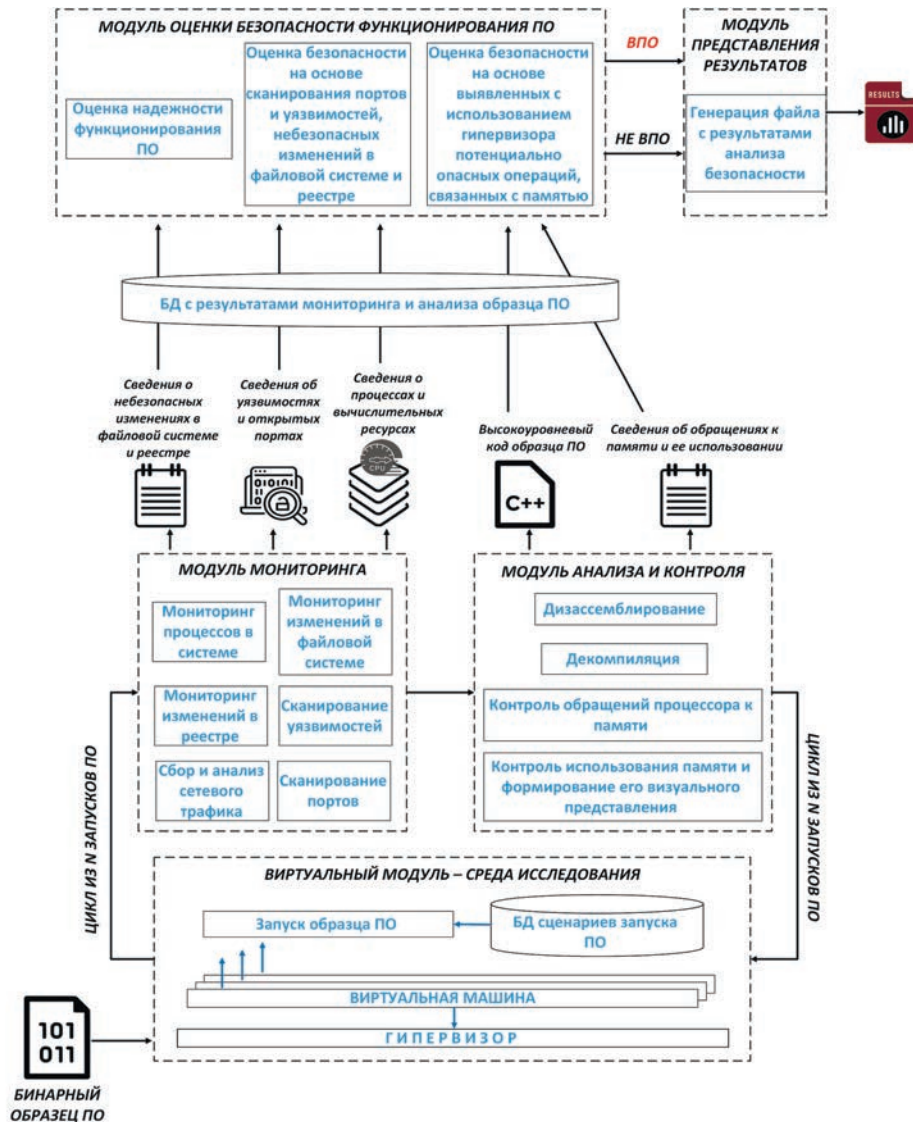 МОДУЛЬ ОЦЕНКИ БЕЗОПАСНОСТИ ФУНКЦИОНИРОВАНИЯ ПО
Оценка надежности
функционирования
ПО
Оценка безопасности
на основе
сканирования портов
и уязвимостей,
небезопасных
изменений в
файловой системе и
реестре
Оценка безопасности
на основе
выявленных с
использованием
гипервизора
потенциально
опасных операций,
связанных с памятью
ВПО
НЕ ВПО
МОДУЛЬ
ПРЕДСТАВЛЕНИЯ
РЕЗУЛЬТАТОВ
Генерация файла
с результатами
анализа
безопасности
RESULTS
БД с результатами мониторинга и анализа образца ПО
Сведения о
небезопасных
изменениях в
файловой системе
и реестре
Сведения об
уязвимостях
и открытых
портах
Сведения о
процессах и
вычислительных
ресурсах
Высокоуровневый
код образца ПО
Сведения об обращениях к
памяти и ее использовании
CPU
C++
МОДУЛЬ МОНИТОРИНГА
Мониторинг
процессов в
системе
Мониторинг
изменений в
файловой
системе
Мониторинг
изменений в
реестре
Сканирование
уязвимостей
Сбор и анализ
сетевого
трафика
Сканирование
портов
МОДУЛЬ АНАЛИЗА И КОНТРОЛЯ
Дизассемблирование
Декомпиляция
Контроль обращений процессора к
памяти
Контроль использования памяти и
формирование его визуального
представления
ЦИКЛ ИЗ N ЗАПУСКОВ ПО
ЦИКЛ ИЗ N ЗАПУСКОВ ПО
ВИРТУАЛЬНЫЙ МОДУЛЬ – СРЕДА ИССЛЕДОВАНИЯ
Запуск образца ПО
БД сценариев запуска
ПО
ВИРТУАЛЬНАЯ МАШИНА
ГИПЕРВИЗОР
101
011
БИНАРНЫЙ
ОБРАЗЕЦ ПО